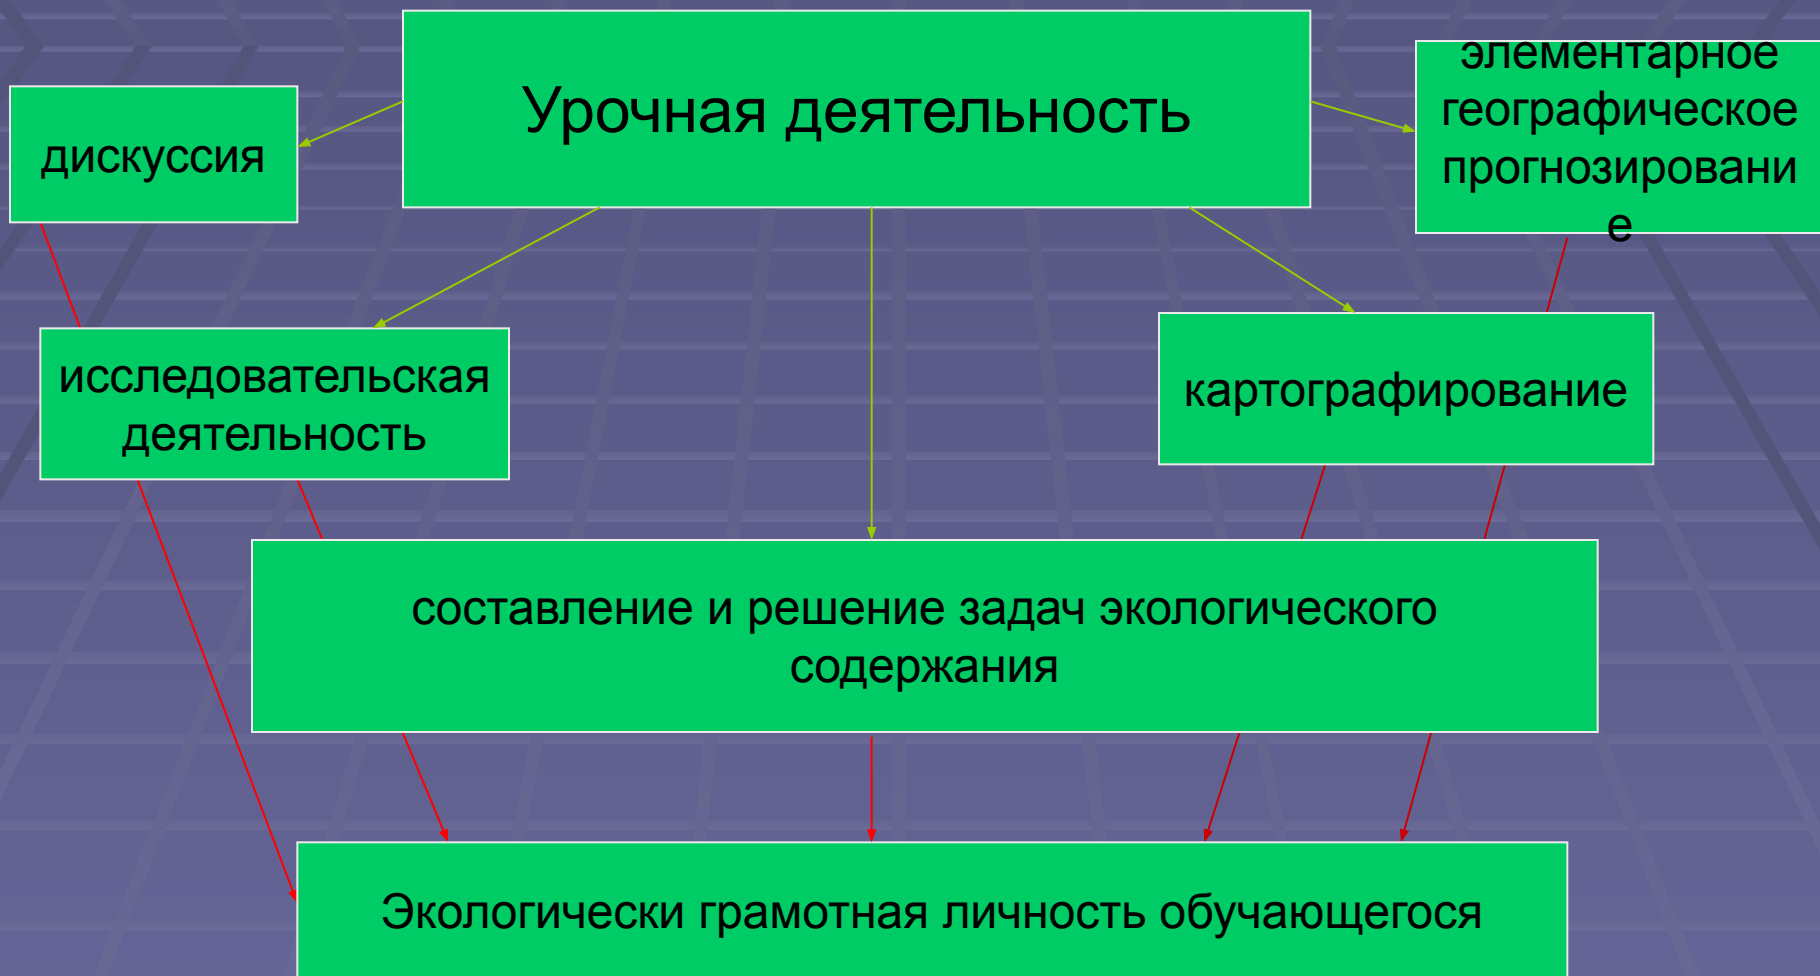 Урочная деятельность
дискуссия
элементарное
географическое
прогнозировани
е
исследовательская
деятельность
картографирование
составление и решение задач экологического
содержания
Экологически грамотная личность обучающегося